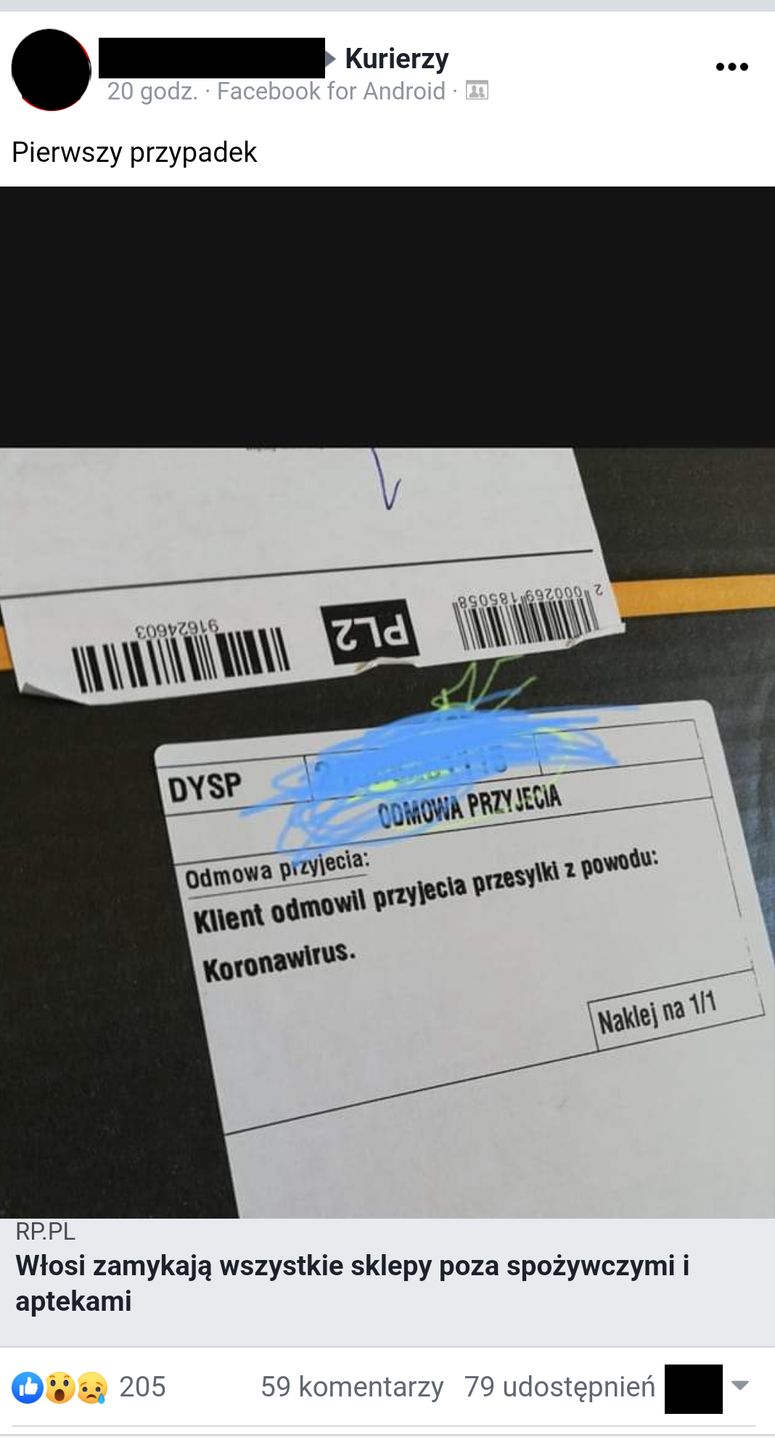 Kurierzy
20 godz. · Facebook for Android ·
Pierwszy przypadek
91624603
PL2
2 000269 185058
DYSP
ODMOWA PRZYJECIA
Odmowa przyjecia:
Klient odmowil przyjecia przesylki z powodu:
Koronawirus.
Naklej na 1/1
RP.PL
Włosi zamykają wszystkie sklepy poza spożywczymi i
aptekami
205 59 komentarzy 79 udostępnień